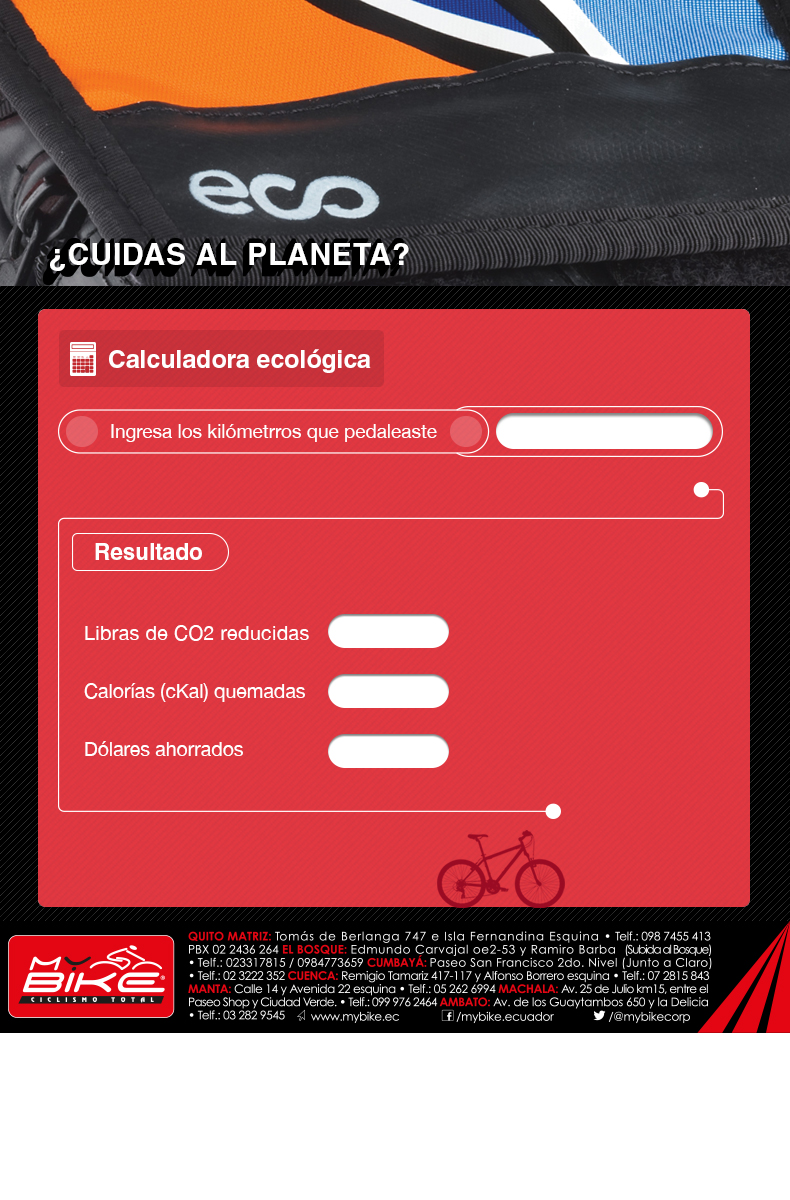 eco
¿CUIDAS AL PLANETA?
Calculadora ecológica
Ingresa los kilómetrros que pedaleaste
Resultado
Libras de CO2 reducidas
Calorías (cKal) quemadas
Dólares ahorrados
MY
BIKE®
CICLISMO TOTAL
QUITO MATRIZ: Tomás de Berlanga 747 e Isla Fernandina Esquina • Telf.: 098 7455 413
PBX 02 2436 264 EL BOSQUE: Edmundo Carvajal oe2-53 y Ramiro Barba (Subida al Bosque)
• Telf.: 023317815 / 0984773659 CUMBAYÁ: Paseo San Francisco 2do. Nivel (Junto a Claro)
• Telf.: 02 3222 352 CUENCA: Remigio Tamariz 417-117 y Alfonso Borrero esquina • Telf.: 07 2815 843
MANTA: Calle 14 y Avenida 22 esquina • Telf.: 05 262 6994 MACHALA: Av. 25 de Julio km15, entre el
Paseo Shop y Ciudad Verde. • Telf.: 099 976 2464 AMBATO: Av. de los Guaytambos 650 y la Delicia
• Telf.: 03 282 9545 www.mybike.ec /mybike.ecuador /@mybikecorp